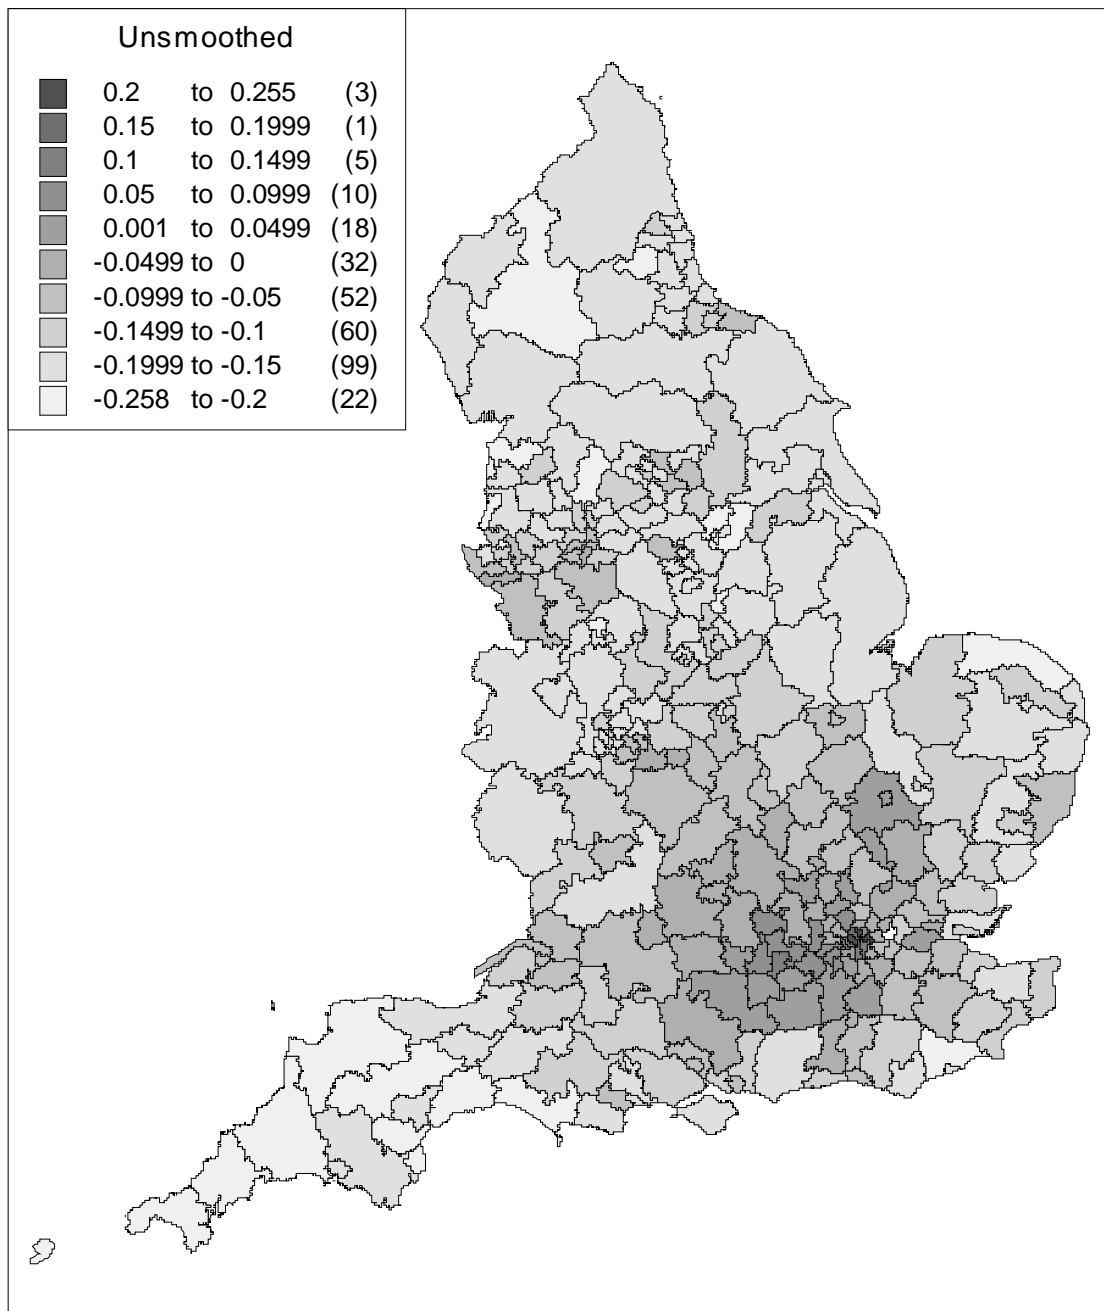 Unsmoothed
0.2 to 0.255 (3)
0.15 to 0.1999 (1)
0.1 to 0.1499 (5)
0.05 to 0.0999 (10)
0.001 to 0.0499 (18)
-0.0499 to 0 (32)
-0.0999 to -0.05 (52)
-0.1499 to -0.1 (60)
-0.1999 to -0.15 (99)
-0.258 to -0.2 (22)